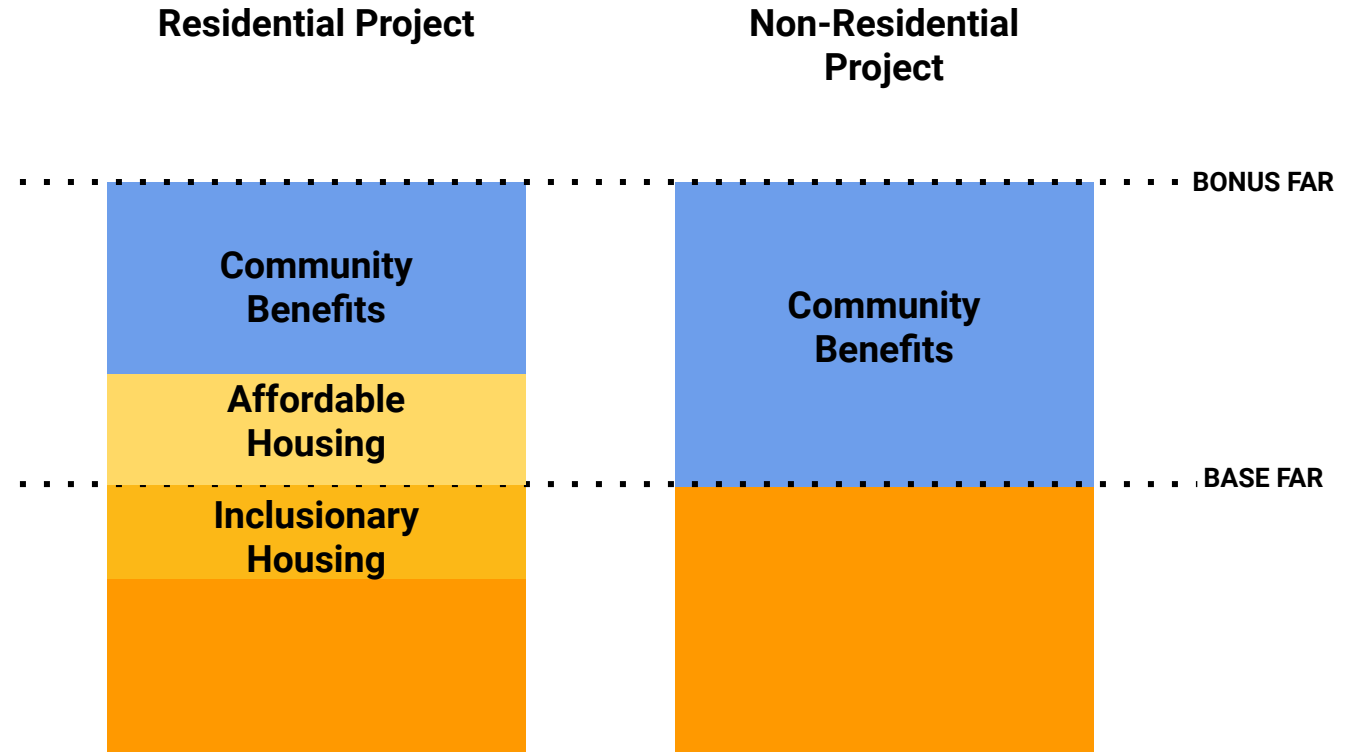 Residential Project
Non-Residential
Project
BONUS FAR
Community
Benefits
Community
Benefits
Affordable
Housing
BASE FAR
Inclusionary
Housing